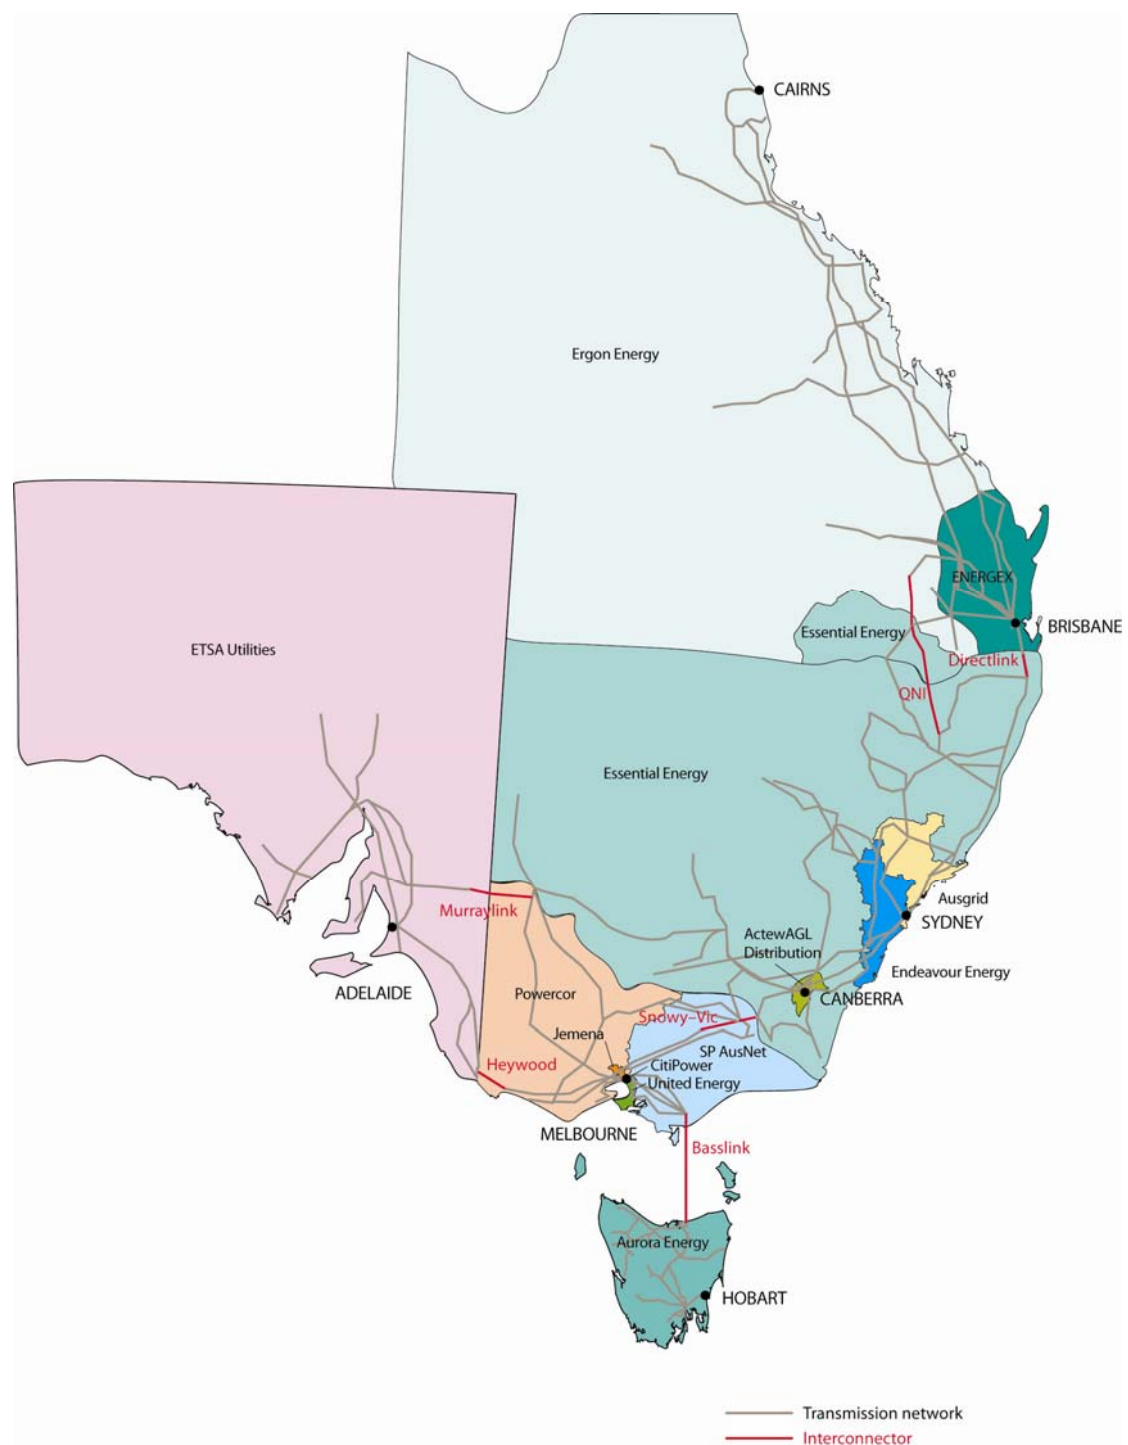 CAIRNS
Ergon Energy
ENERGEX
BRISBANE
Essential Energy
Directlink
QNI
ETSA Utilities
Essential Energy
Ausgrid
SYDNEY
Murraylink
ActewAGL
Distribution
Endeavour Energy
CANBERRA
ADELAIDE
Powercor
Snowy–Vic
Jemena
SP AusNet
Heywood
CitiPower
United Energy
MELBOURNE
Basslink
Aurora Energy
HOBART
Transmission network
Interconnector